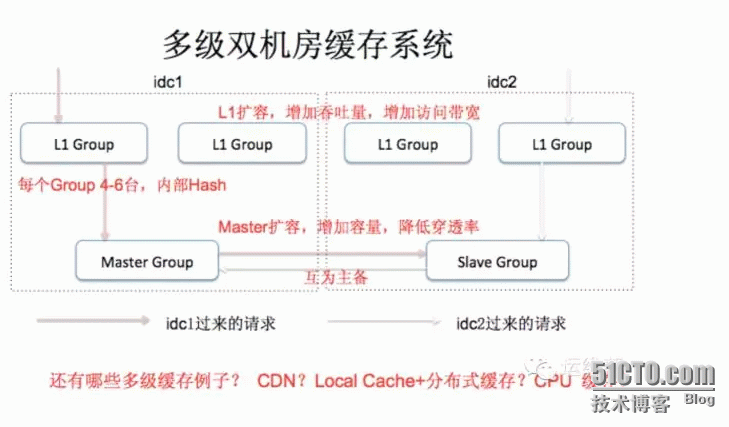 多级双机房缓存系统
idc1
idc2
L1扩容，增加吞吐量，增加访问带宽
L1 Group
L1 Group
L1 Group
L1 Group
每个Group 4-6台，内部Hash
Master扩容，增加容量，降低穿透率
Master Group
Slave Group
互为主备
idc1过来的请求
idc2过来的请求
还有哪些多级缓存例子？ CDN？Local Cache+分布式缓存？CPU 缓
51CTO.com
技术博客 Blog